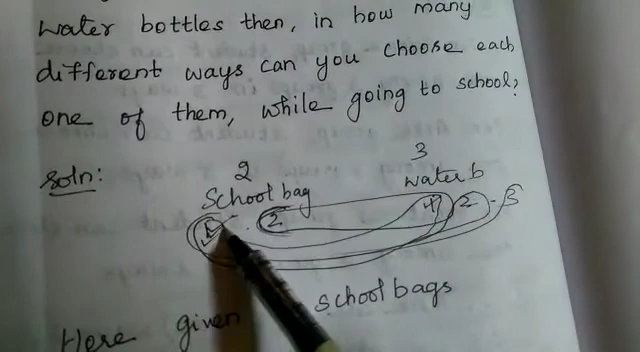 water bottles then, in how many
different ways can you choose each
one of them, while going to school?
Soln:
2 3
School bag water b
1 2 1 2 3
Here given school bags